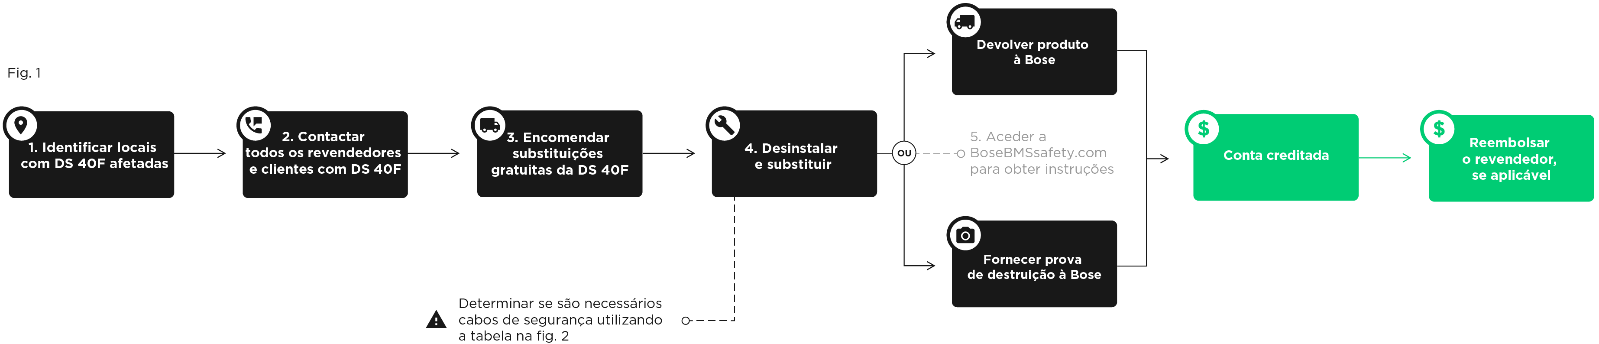 Fig. 1
1. Identificar locais
com DS 40F afetadas
2. Contactar
todos os revendedores
e clientes com DS 40F
3. Encomendar
substituições
gratuitas da DS 40F
4. Desinstalar
e substituir
Determinar se são necessários
cabos de segurança utilizando
a tabela na fig. 2
OU
5. Aceder a
BoseBMSsafety.com
para obter instruções
Devolver produto
à Bose
Fornecer prova
de destruição à Bose
$
Conta creditada
$
Reembolsar
o revendedor,
se aplicável